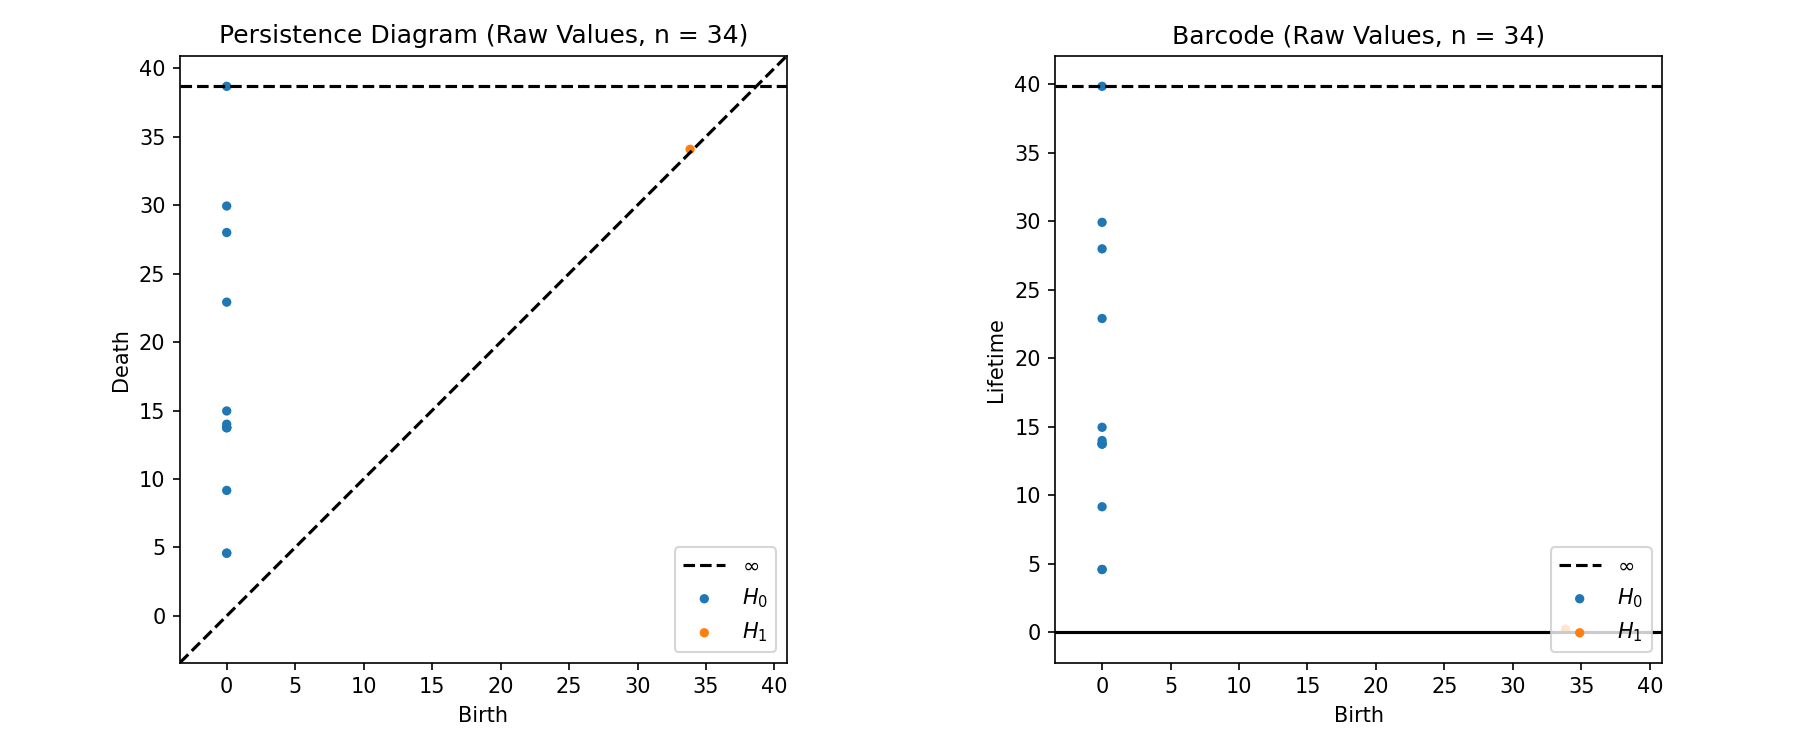 Persistence Diagram (Raw Values, n = 34)
40
35
30
25
20
15
10
5
0
Death
0 5 10 15 20 25 30 35 40
Birth
∞
H0
H1
Barcode (Raw Values, n = 34)
40
35
30
25
20
15
10
5
0
Lifetime
0 5 10 15 20 25 30 35 40
Birth
∞
H0
H1